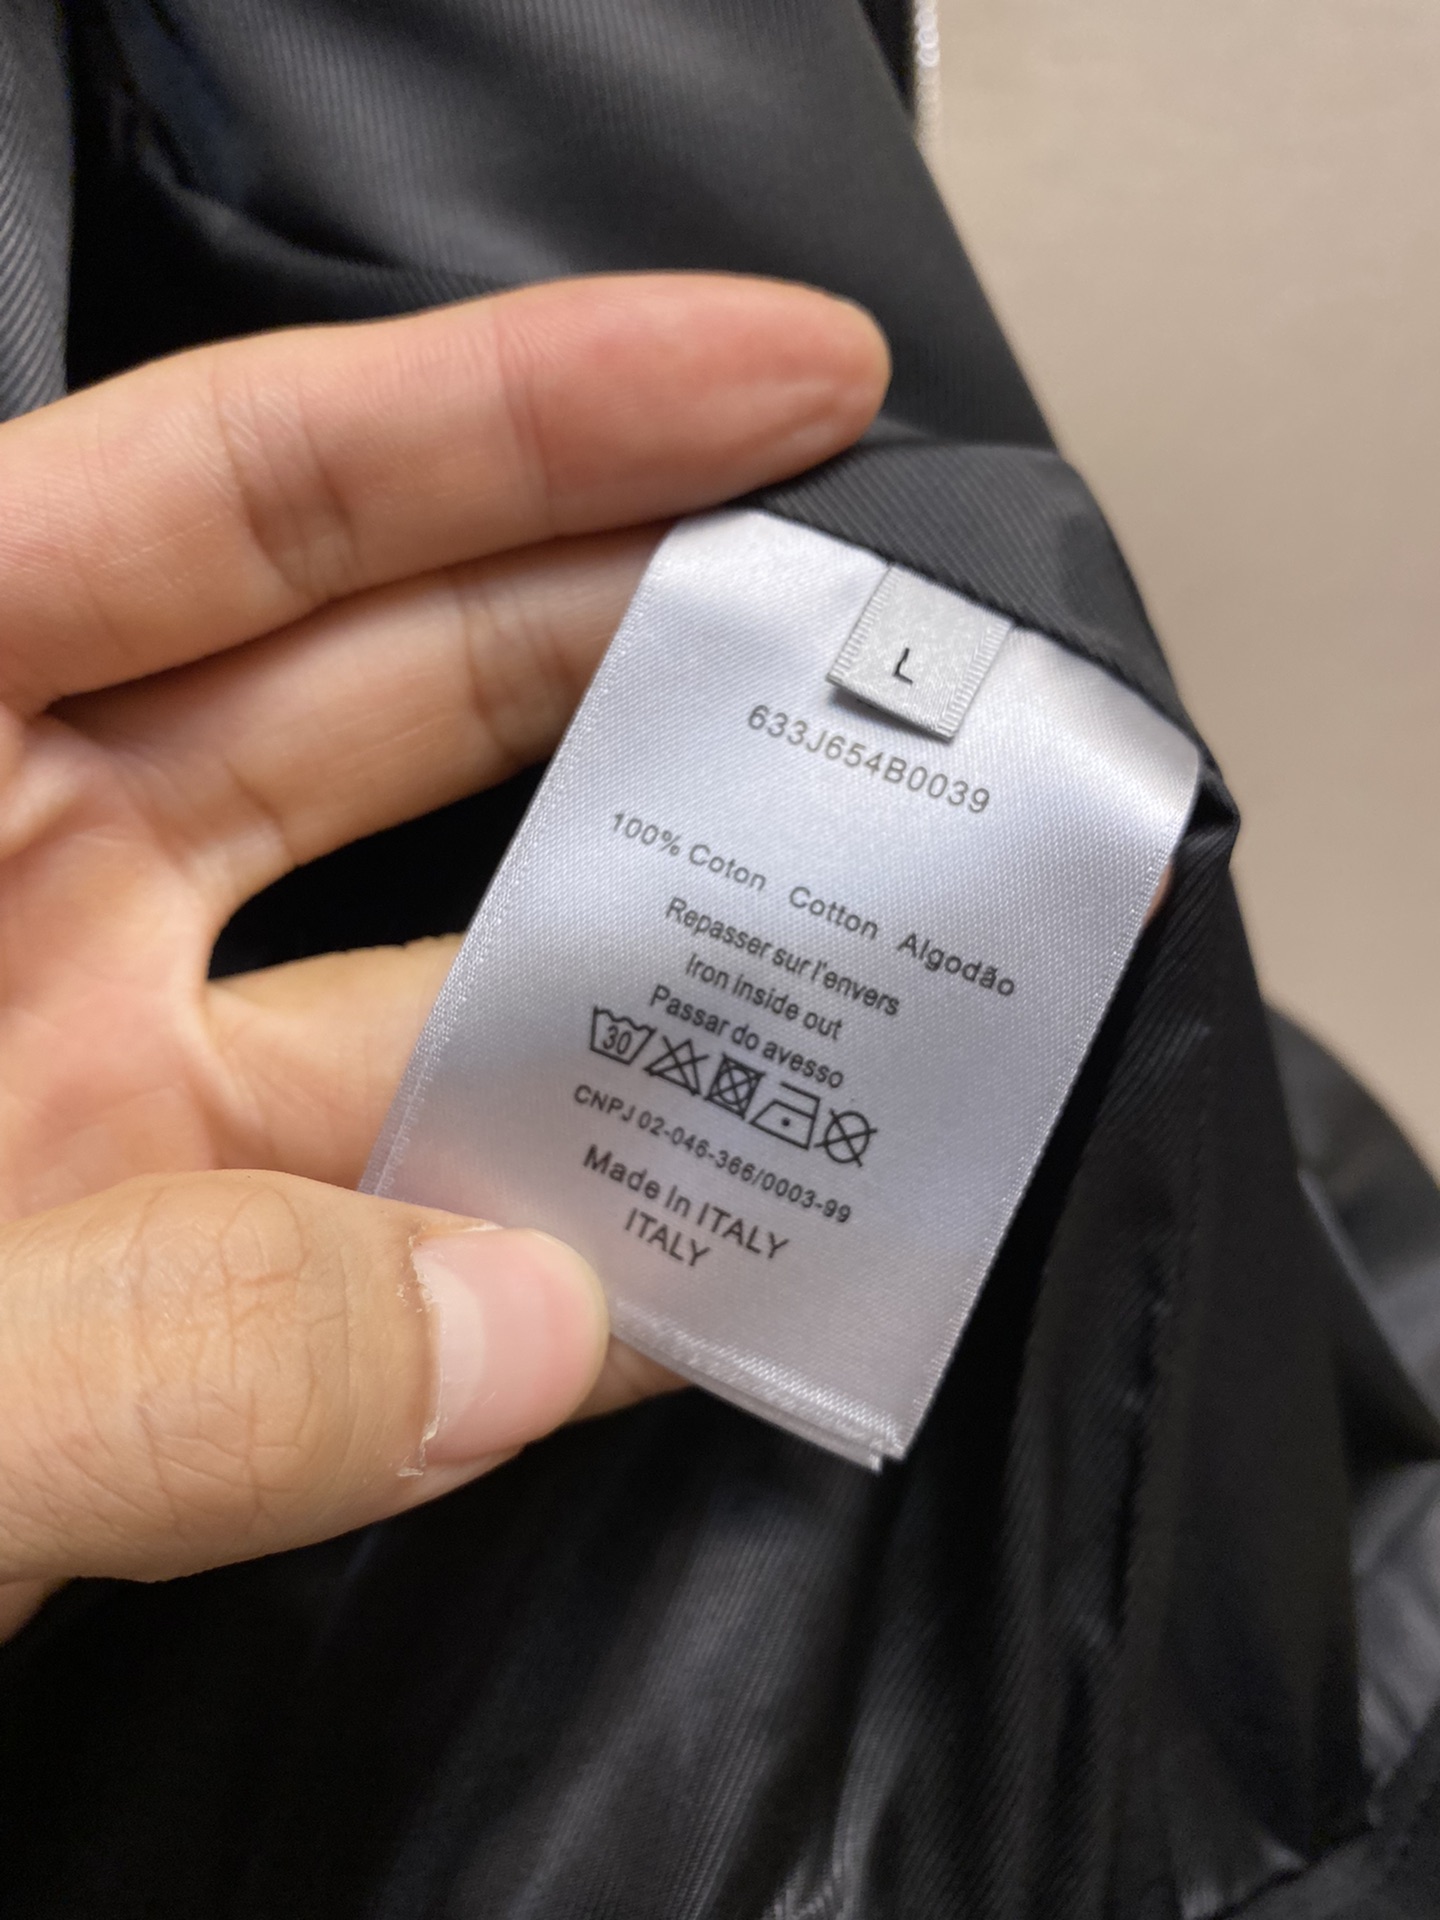 L
633J654B0039
100% Coton Cotton Algodão
Repasser sur l'envers
Iron inside out
Passar do avesso
30
CNPJ 02-046-366/0003-99
Made in ITALY
ITALY